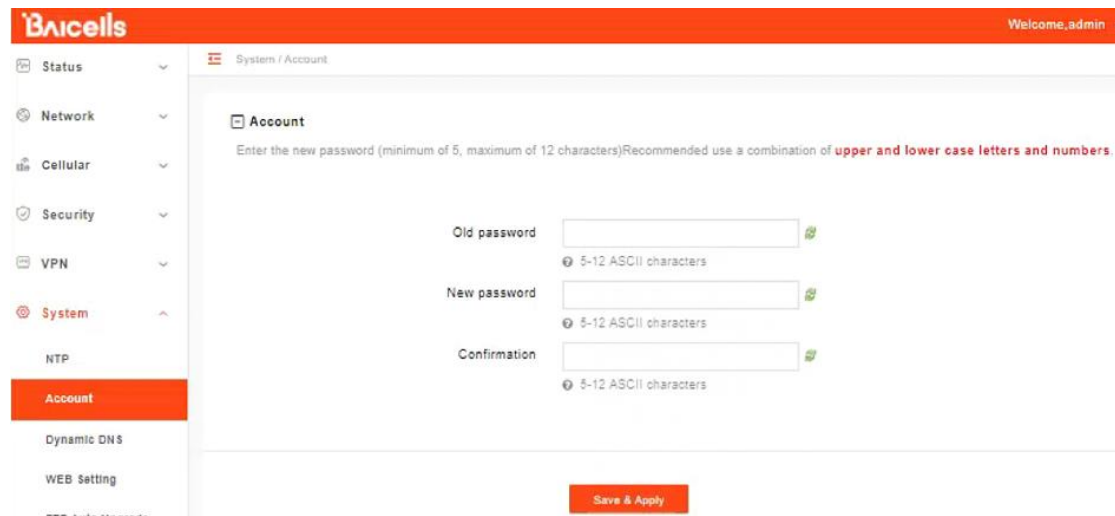 BAIcells
Welcome,admin
Status
Network
Cellular
Security
VPN
System
NTP
Account
Dynamic DNS
WEB Setting
System / Account
Account
Enter the new password (minimum of 5, maximum of 12 characters)Recommended use a combination of upper and lower case letters and numbers.
Old password
5-12 ASCII characters
New password
5-12 ASCII characters
Confirmation
5-12 ASCII characters
Save & Apply